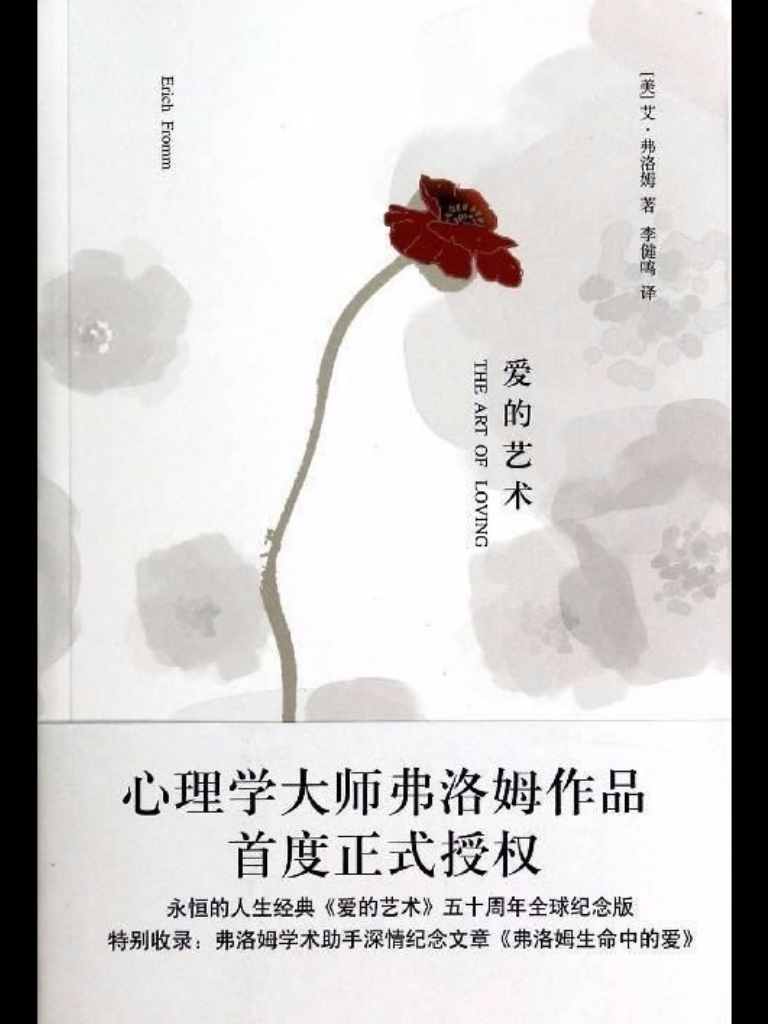 [美] 艾·弗洛姆 著 李健鸣 译
Erich Fromm
爱的艺术
THE ART OF LOVING
心理学大师弗洛姆作品
首度正式授权
永恒的人生经典《爱的艺术》五十周年全球纪念版
特别收录：弗洛姆学术助手深情纪念文章《弗洛姆生命中的爱》